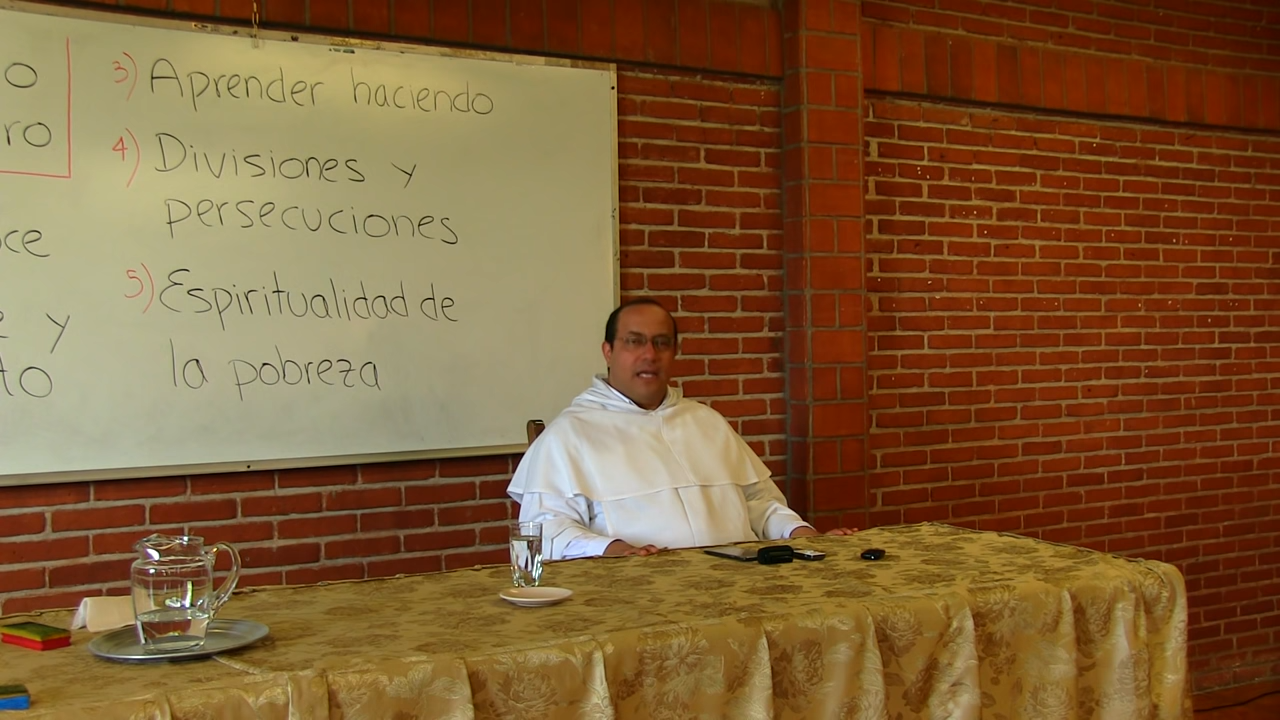 3) Aprender haciendo
4) Divisiones y
persecuciones
5) Espiritualidad de
la pobreza